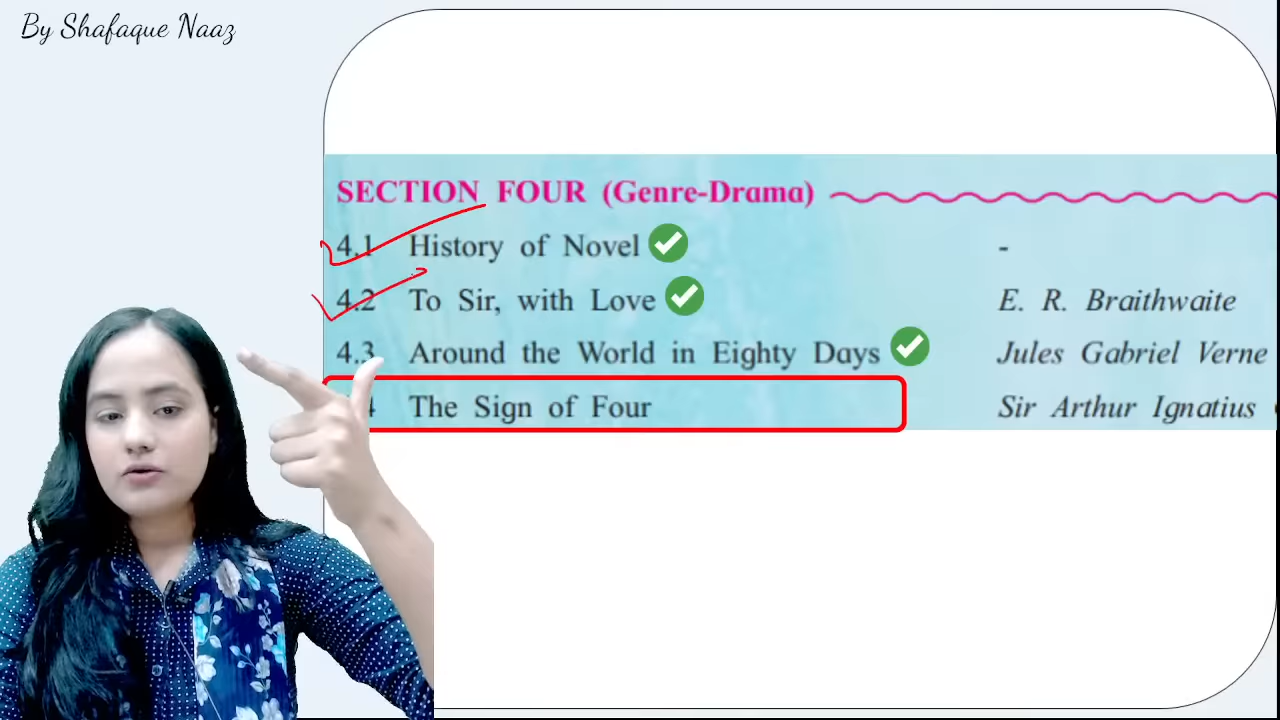 By Shafaque Naaz
SECTION FOUR (Genre-Drama)
4.1 History of Novel -
4.2 To Sir, with Love E. R. Braithwaite
4.3 Around the World in Eighty Days Jules Gabriel Verne
4 The Sign of Four Sir Arthur Ignatius